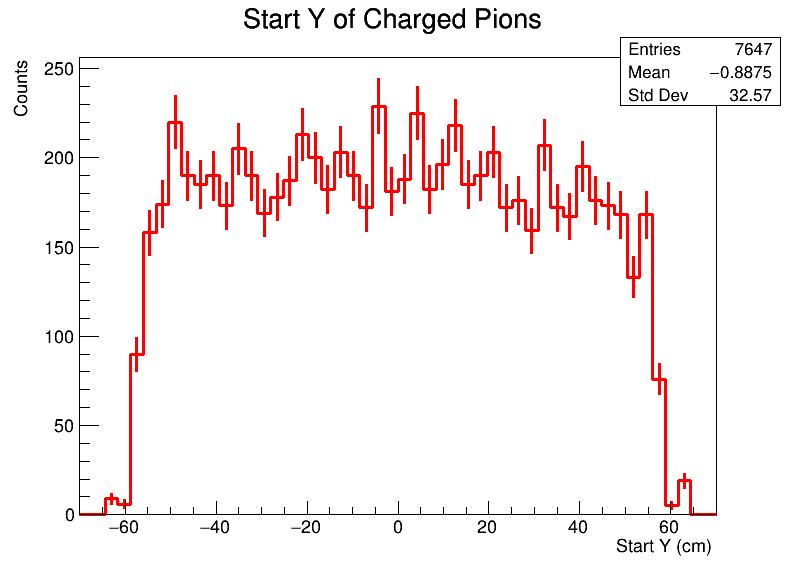 Start Y of Charged Pions
Entries 7647
Mean −0.8875
Std Dev 32.57
Counts
250
200
150
100
50
0
−60 −40 −20 0 20 40 60
Start Y (cm)